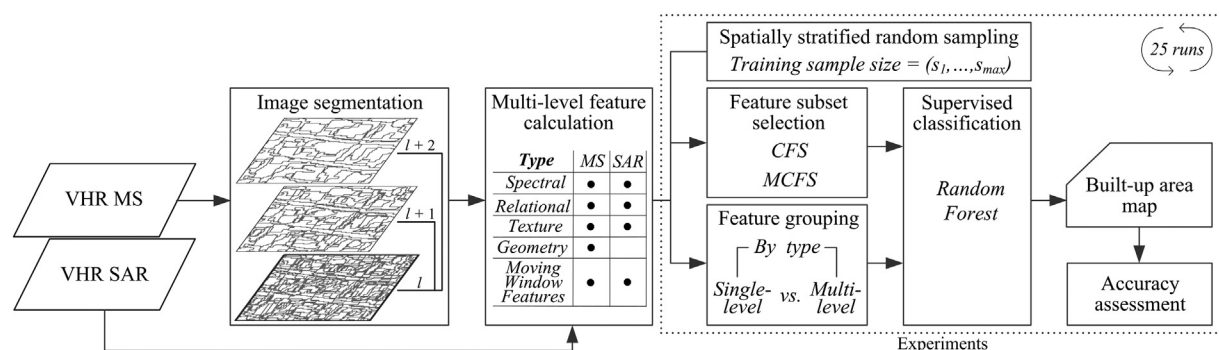 VHR MS
VHR SAR
Image segmentation
l + 2
l + 1
l
Multi-level feature
calculation
Type MS SAR
Spectral ● ●
Relational ● ●
Texture ● ●
Geometry ●
Moving
Window ● ●
Features
Spatially stratified random sampling
Training sample size = (s1,...,smax)
25 runs
Feature subset
selection
CFS
MCFS
Feature grouping
By type
Single- vs. Multi-
level level
Supervised
classification
Random
Forest
Built-up area
map
Accuracy
assessment
Experiments